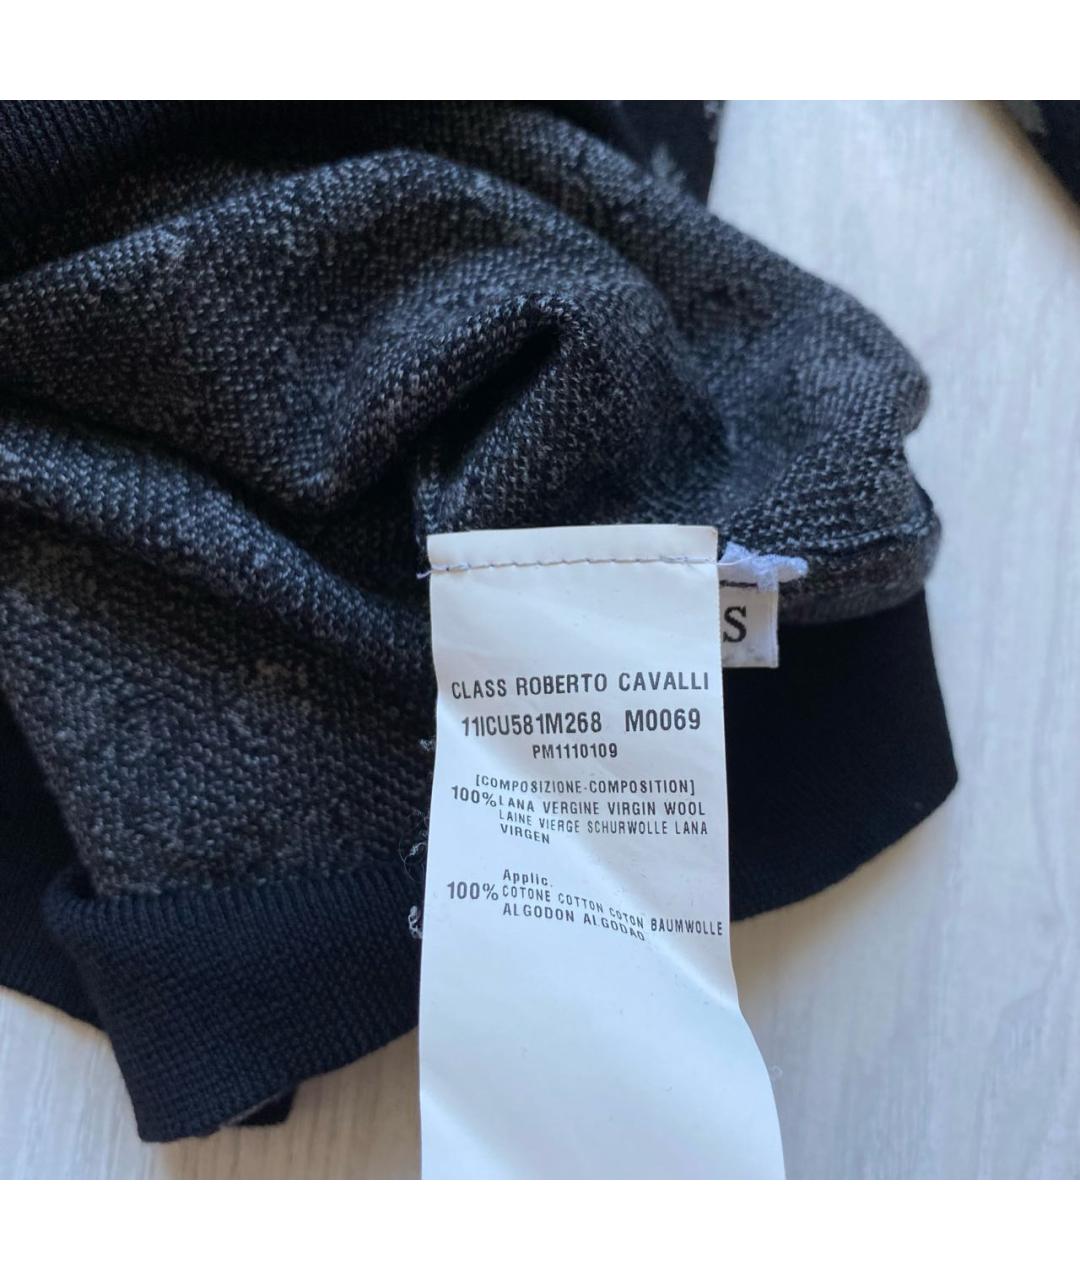 S
CLASS ROBERTO CAVALLI
11ICU581M268 M0069
PM1110109
[COMPOSIZIONE-COMPOSITION]
100% LANA VERGINE VIRGIN WOOL
LAINE VIERGE SCHURWOLLE LANA
VIRGEN
Applic.
100% COTONE COTTON COTON BAUMWOLLE
ALGODON ALGODAO